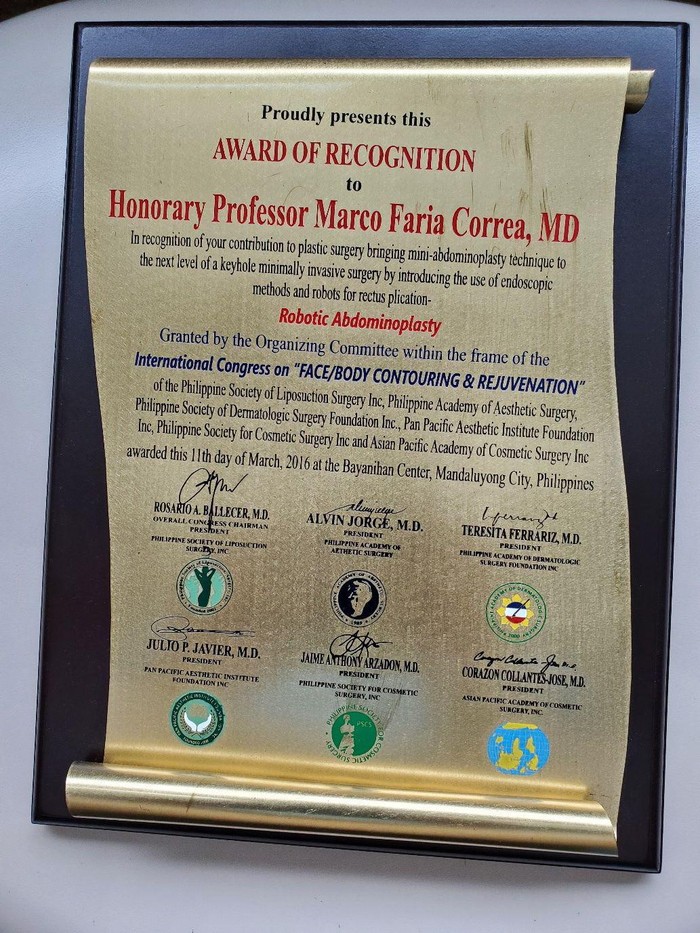 Proudly presents this
AWARD OF RECOGNITION
to
Honorary Professor Marco Faria Correa, MD
In recognition of your contribution to plastic surgery bringing mini-abdominoplasty technique to
the next level of a keyhole minimally invasive surgery by introducing the use of endoscopic
methods and robots for rectus plication-
Robotic Abdominoplasty
Granted by the Organizing Committee within the frame of the
International Congress on "FACE/BODY CONTOURING & REJUVENATION"
of the Philippine Society of Liposuction Surgery Inc, Philippine Academy of Aesthetic Surgery,
Philippine Society of Dermatologic Surgery Foundation Inc., Pan Pacific Aesthetic Institute Foundation
Inc, Philippine Society for Cosmetic Surgery Inc and Asian Pacific Academy of Cosmetic Surgery Inc
awarded this 11th day of March, 2016 at the Bayanihan Center, Mandaluyong City, Philippines
ROSARIO A. BALLECER, M.D.
OVERALL CONGRESS CHAIRMAN
PRESIDENT
PHILIPPINE SOCIETY OF LIPOSUCTION
SURGERY, INC
ALVIN JORGE, M.D.
PRESIDENT
PHILIPPINE ACADEMY OF
AETHETIC SURGERY
TERESITA FERRARIZ, M.D.
PRESIDENT
PHILIPPINE ACADEMY OF DERMATOLOGIC
SURGERY FOUNDATION INC
JULIO P. JAVIER, M.D.
PRESIDENT
PAN PACIFIC AESTHETIC INSTITUTE
FOUNDATION INC
JAIME ANTHONY ARZADON, M.D.
PRESIDENT
PHILIPPINE SOCIETY FOR COSMETIC
SURGERY, INC
PHILIPPINE SOCIETY FOR COSMETIC SURGERY
PSCS
CORAZON COLLANTES-JOSE, M.D.
PRESIDENT
ASIAN PACIFIC ACADEMY OF COSMETIC
SURGERY, INC.